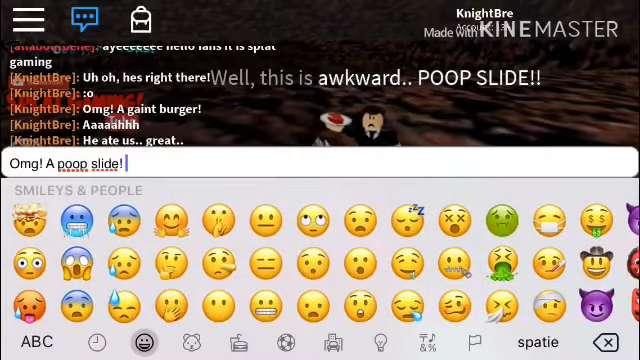 KnightBre
Made with KINEMASTER
ayeeeeeee hello fans it is splat
gaming
[KnightBre]: Uh oh, hes right there!
Well, this is awkward.. POOP SLIDE!!
[KnightBre]: :o
[KnightBre]: Omg! A gaint burger!
[KnightBre]: Aaaaahhh
[KnightBre]: He ate us.. great..
Omg! A poop slide!
SMILEYS & PEOPLE
ABC
spatie